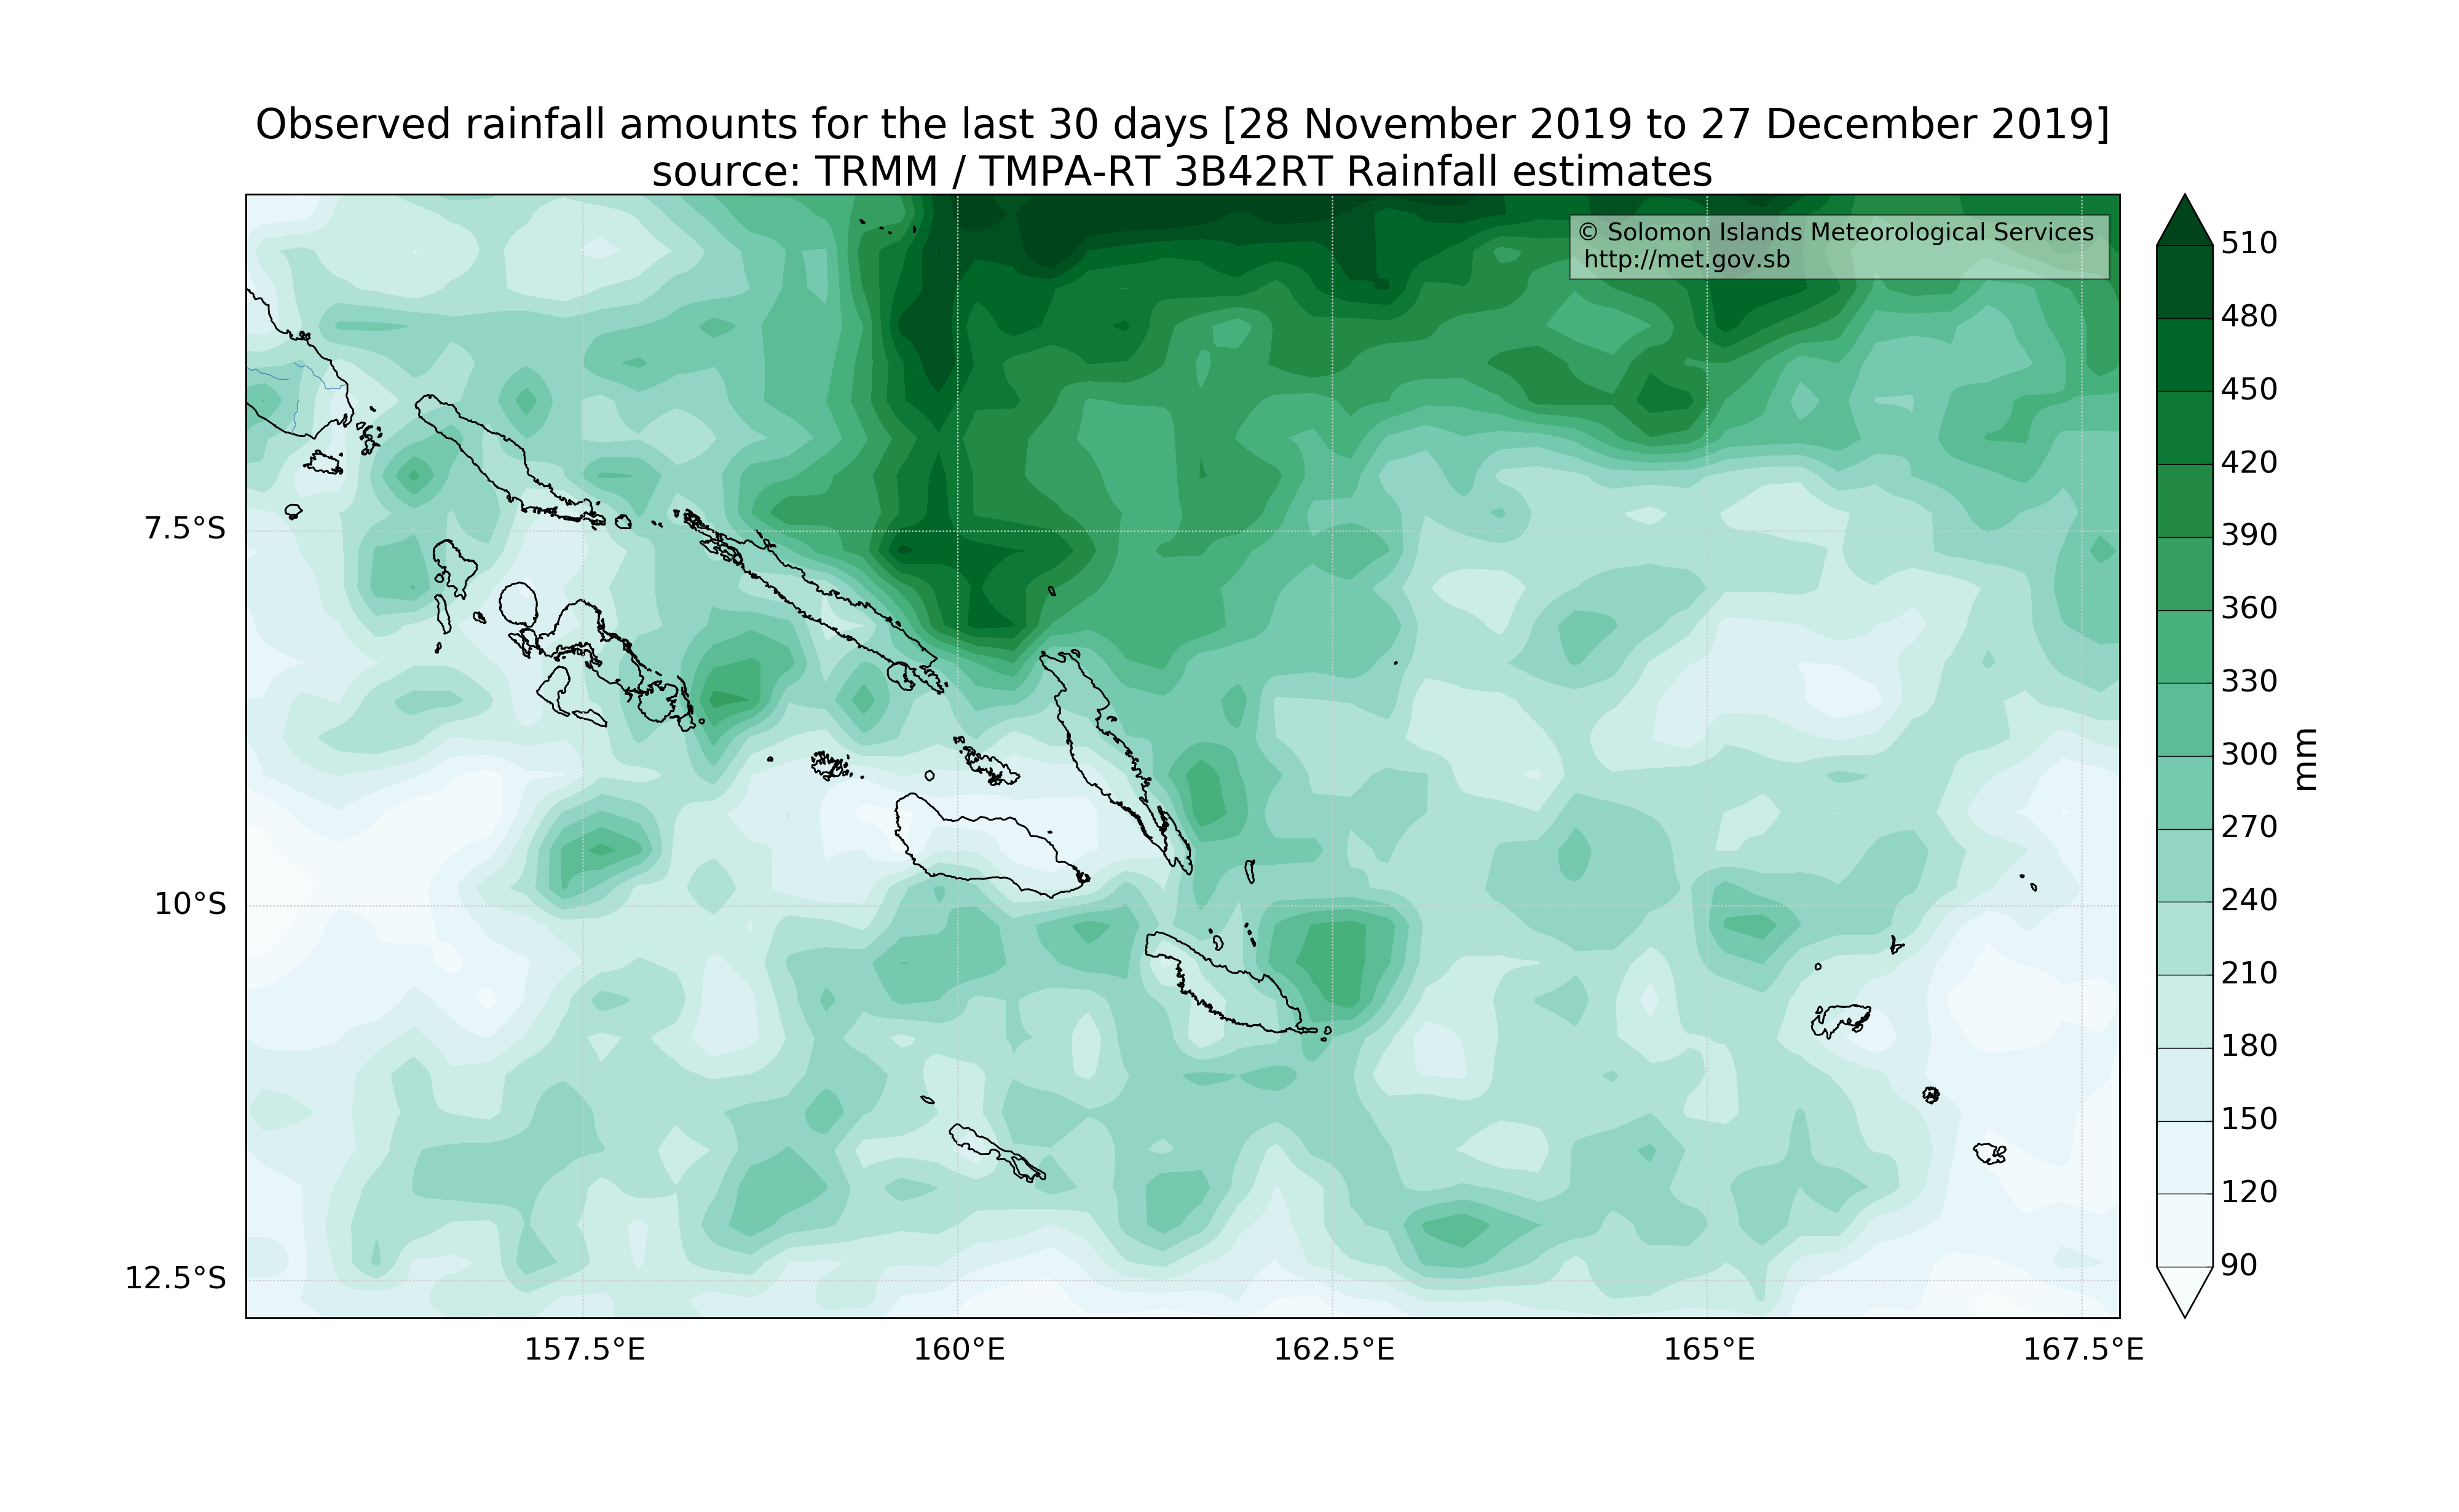 Observed rainfall amounts for the last 30 days [28 November 2019 to 27 December 2019]
source: TRMM / TMPA-RT 3B42RT Rainfall estimates
© Solomon Islands Meteorological Services
http://met.gov.sb
7.5°S
10°S
12.5°S
157.5°E
160°E
162.5°E
165°E
167.5°E
510
480
450
420
390
360
330
300
270
240
210
180
150
120
90
mm